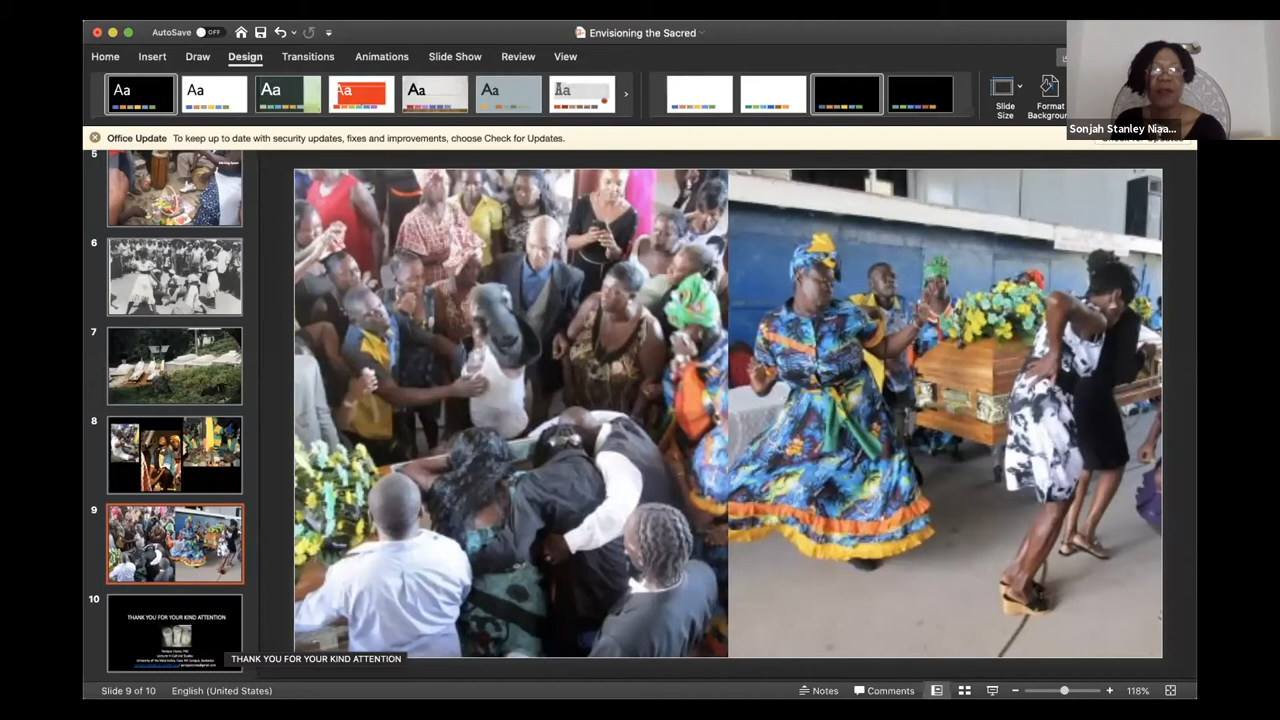 AutoSave OFF
Envisioning the Sacred
Home Insert Draw Design Transitions Animations Slide Show Review View
Aa Aa Aa Aa Aa Aa Aa
Slide Size
Format Background
Sonjah Stanley Niaa...
Office Update To keep up to date with security updates, fixes and improvements, choose Check for Updates.
6
7
8
9
10
THANK YOU FOR YOUR KIND ATTENTION
THANK YOU FOR YOUR KIND ATTENTION
Slide 9 of 10 English (United States) Notes Comments 118%